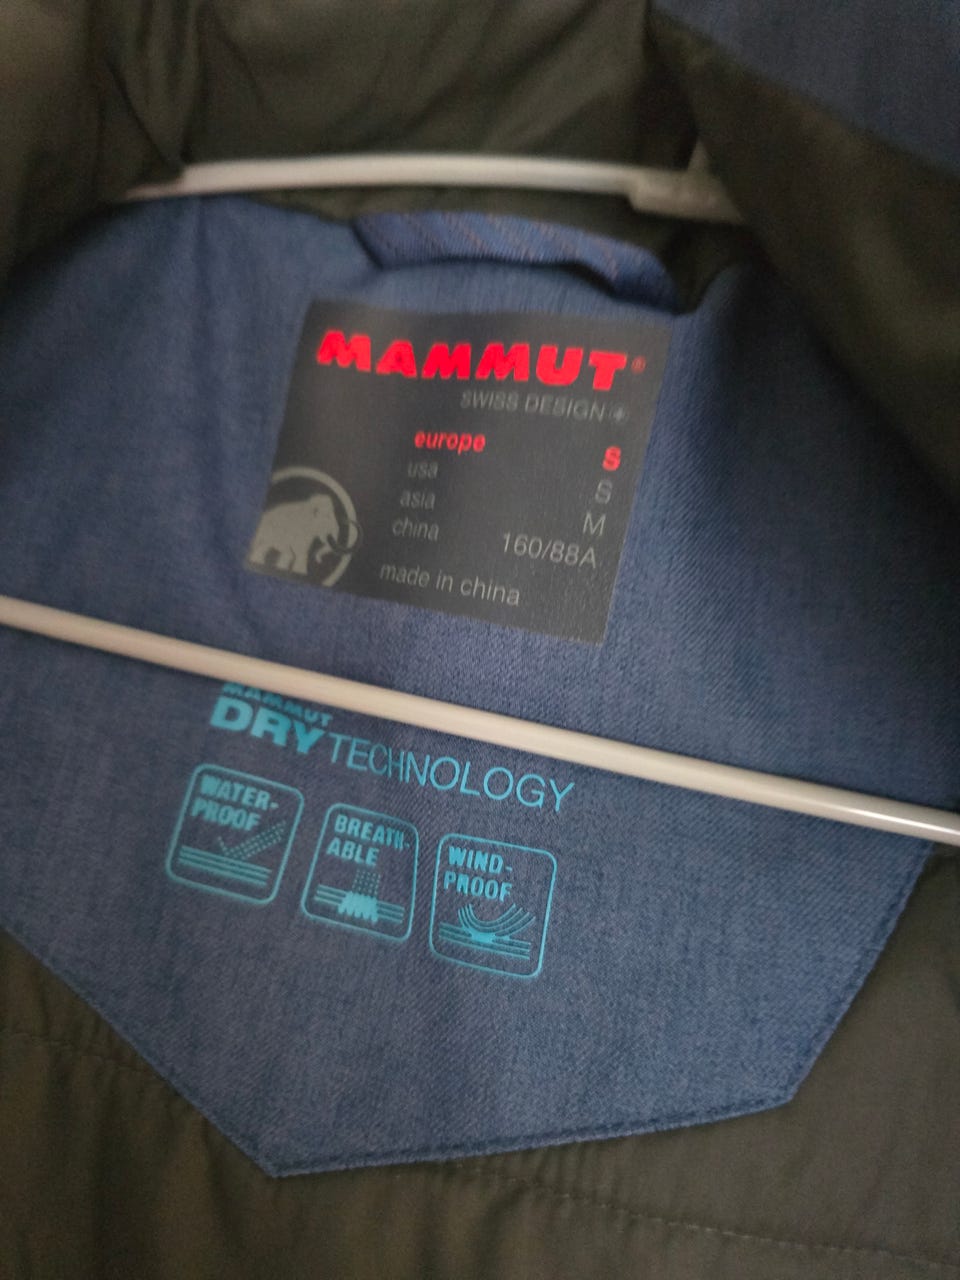 MAMMUT®
SWISS DESIGN
europe S
usa S
asia M
china 160/88A
made in china
MAMMUT
DRY TECHNOLOGY
WATER-
PROOF
BREATH-
ABLE
WIND-
PROOF